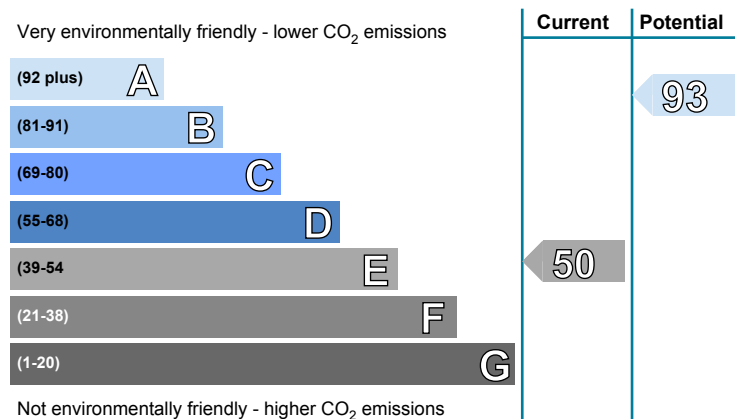 Very environmentally friendly - lower CO₂ emissions
Current
Potential
(92 plus) A
93
(81-91) B
(69-80) C
(55-68) D
(39-54 E
50
(21-38) F
(1-20) G
Not environmentally friendly - higher CO₂ emissions